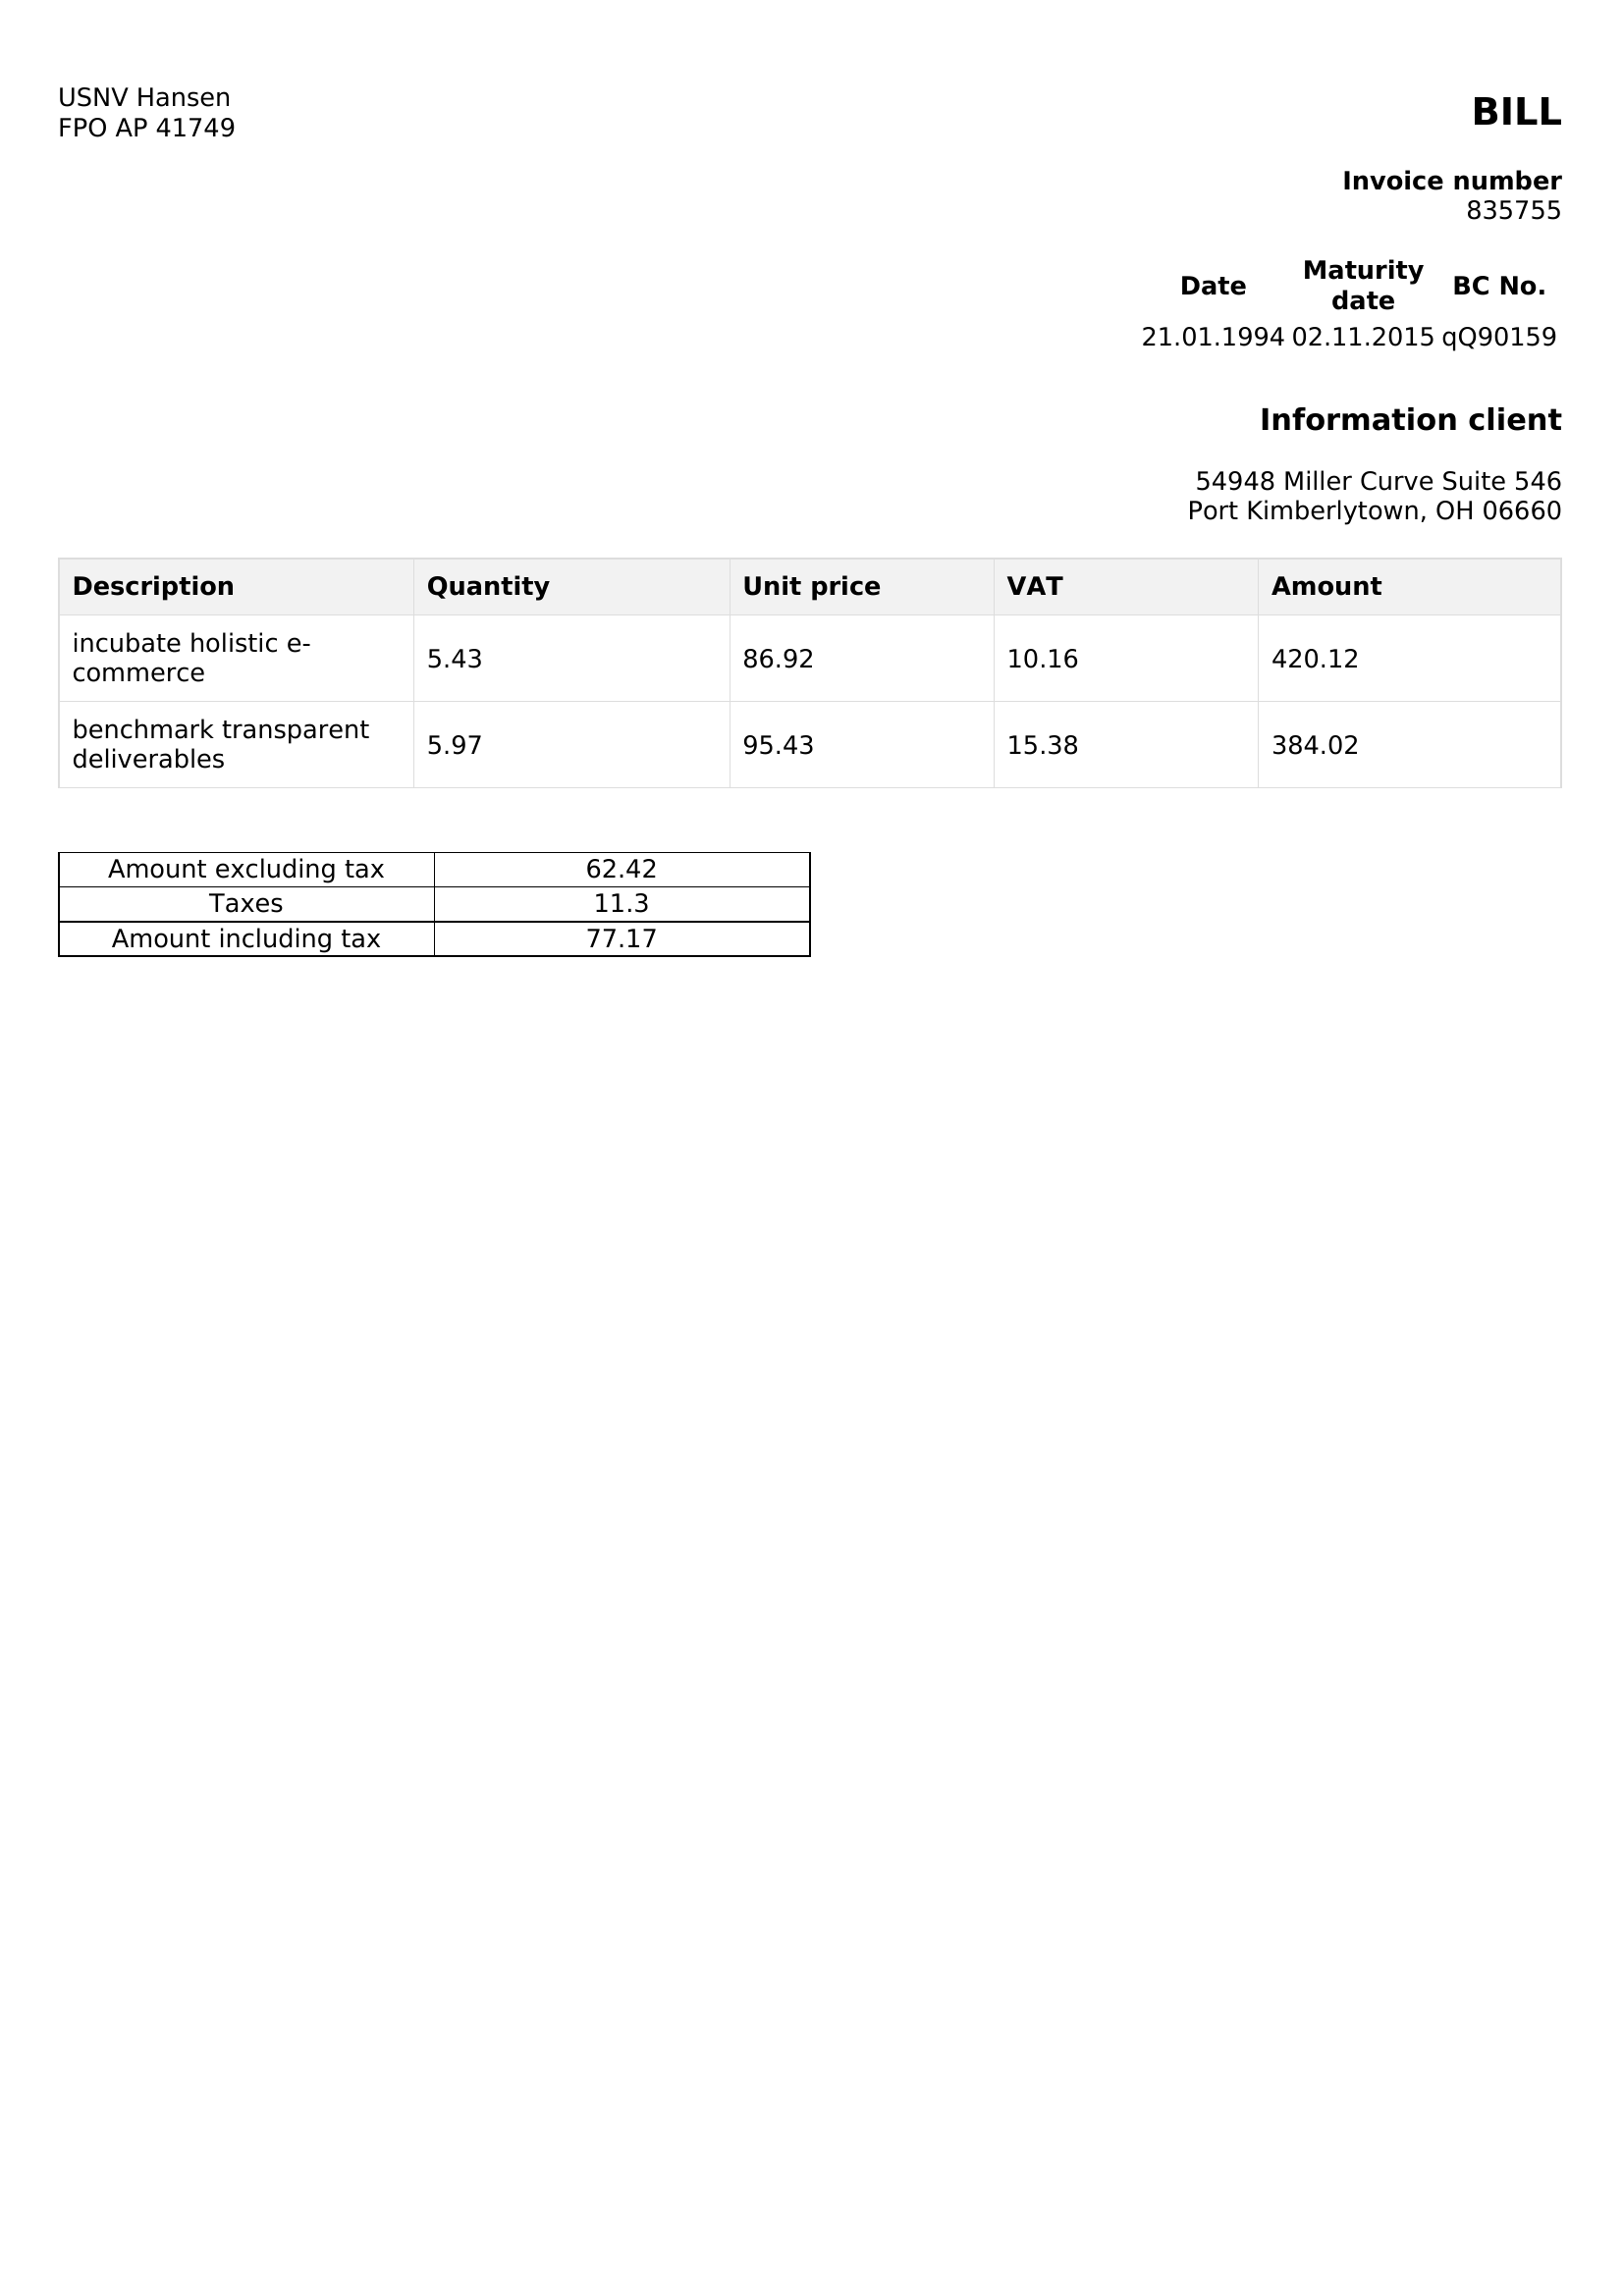 USNV Hansen
FPO AP 41749
BILL
Invoice number
835755
Date Maturity date BC No.
21.01.1994 02.11.2015 qQ90159
Information client
54948 Miller Curve Suite 546
Port Kimberlytown, OH 06660
Description Quantity Unit price VAT Amount
incubate holistic e-
commerce 5.43 86.92 10.16 420.12
benchmark transparent
deliverables 5.97 95.43 15.38 384.02
Amount excluding tax 62.42
Taxes 11.3
Amount including tax 77.17